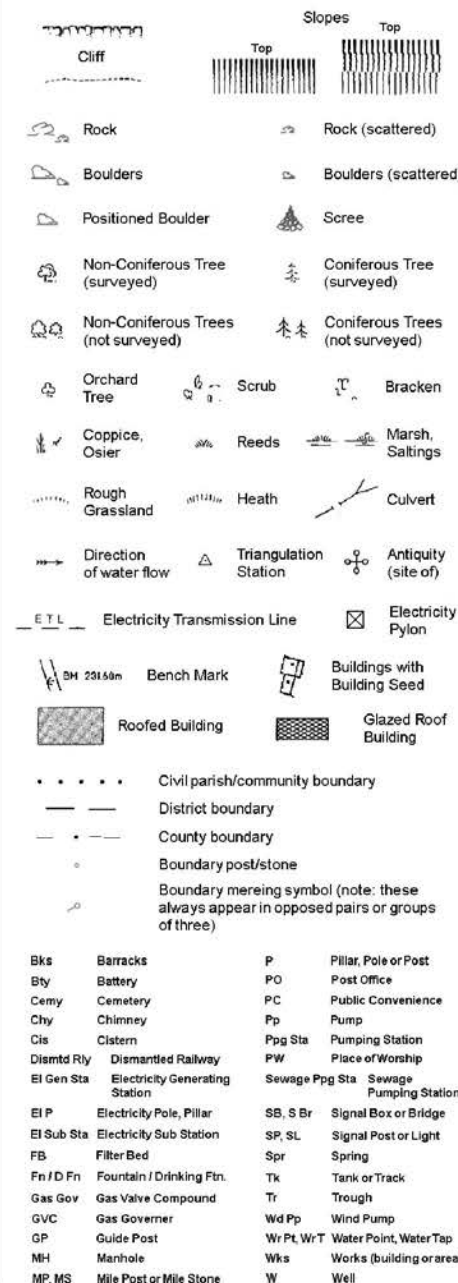 Slopes
Top
Top
Cliff
Rock
Rock (scattered)
Boulders
Boulders (scattered)
Positioned Boulder
Scree
Non-Coniferous Tree
(surveyed)
Coniferous Tree
(surveyed)
Non-Coniferous Trees
(not surveyed)
Coniferous Trees
(not surveyed)
Orchard
Tree
Scrub
Bracken
Coppice,
Osier
Reeds
Marsh,
Saltings
Rough
Grassland
Heath
Culvert
Direction
of water flow
Triangulation
Station
Antiquity
(site of)
E T L
Electricity Transmission Line
Electricity
Pylon
BM 231.60m
Bench Mark
Buildings with
Building Seed
Roofed Building
Glazed Roof
Building
Civil parish/community boundary
District boundary
County boundary
Boundary post/stone
Boundary mereing symbol (note: these
always appear in opposed pairs or groups
of three)
Bks Barracks
Bty Battery
Cemy Cemetery
Chy Chimney
Cis Cistern
Dismtd Rly Dismantled Railway
El Gen Sta Electricity Generating
Station
El P Electricity Pole, Pillar
El Sub Sta Electricity Sub Station
FB Filter Bed
Fn / D Fn Fountain / Drinking Ftn.
Gas Gov Gas Valve Compound
GVC Gas Governer
GP Guide Post
MH Manhole
MP, MS Mile Post or Mile Stone
P Pillar, Pole or Post
PO Post Office
PC Public Convenience
Pp Pump
Ppg Sta Pumping Station
PW Place of Worship
Sewage Ppg Sta Sewage
Pumping Station
SB, S Br Signal Box or Bridge
SP, SL Signal Post or Light
Spr Spring
Tk Tank or Track
Tr Trough
Wd Pp Wind Pump
Wr Pt, Wr T Water Point, Water Tap
Wks Works (building or area
W Well